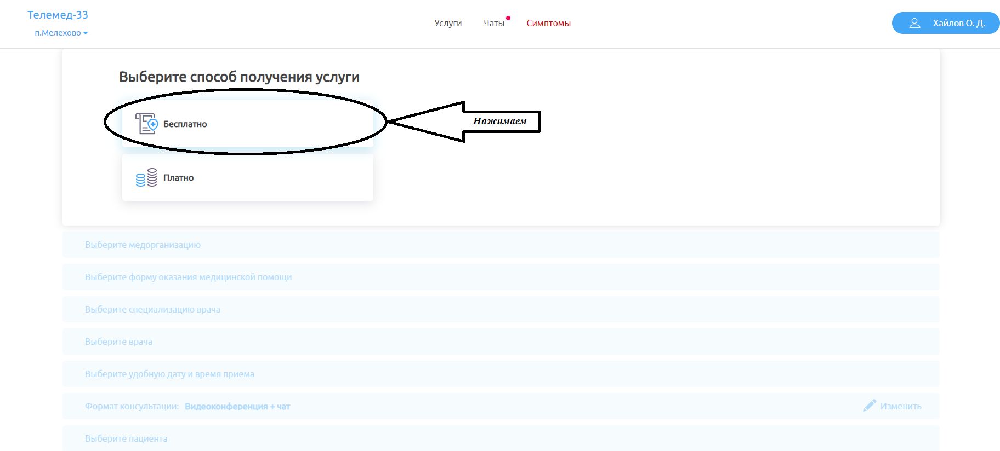 Телемед-33
п.Мелехово
Услуги
Чаты
Симптомы
Хайлов О. Д.
Выберите способ получения услуги
Бесплатно
Нажимаем
Платно
Выберите медорганизацию
Выберите форму оказания медицинской помощи
Выберите специализацию врача
Выберите врача
Выберите удобную дату и время приема
Формат консультации: Видеоконференция + чат
Изменить
Выберите пациента